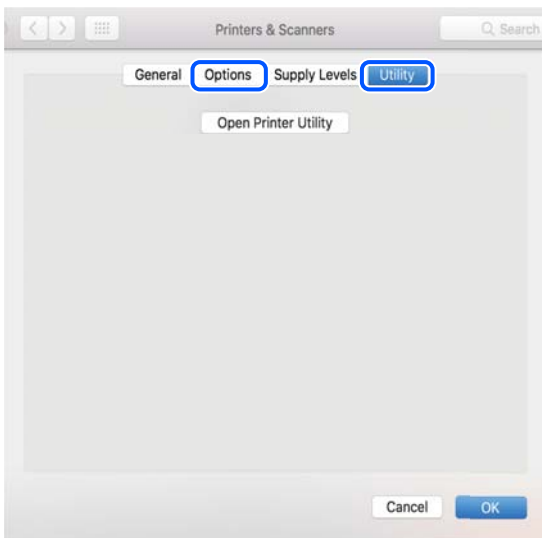 Printers & Scanners Search
General Options Supply Levels Utility
Open Printer Utility
Cancel OK